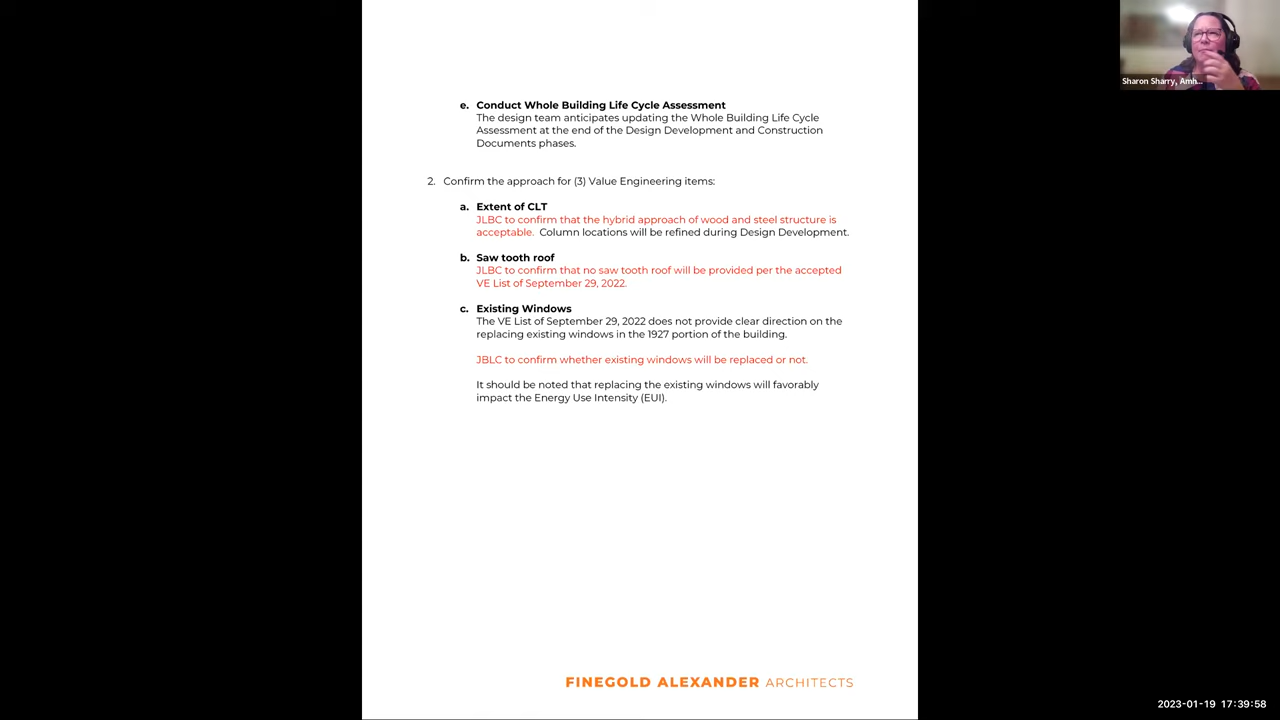 Sharon Sharry, Amh...
e. Conduct Whole Building Life Cycle Assessment
The design team anticipates updating the Whole Building Life Cycle
Assessment at the end of the Design Development and Construction
Documents phases.
2. Confirm the approach for (3) Value Engineering items:
a. Extent of CLT
JLBC to confirm that the hybrid approach of wood and steel structure is
acceptable. Column locations will be refined during Design Development.
b. Saw tooth roof
JLBC to confirm that no saw tooth roof will be provided per the accepted
VE List of September 29, 2022.
c. Existing Windows
The VE List of September 29, 2022 does not provide clear direction on the
replacing existing windows in the 1927 portion of the building.
JBLC to confirm whether existing windows will be replaced or not.
It should be noted that replacing the existing windows will favorably
impact the Energy Use Intensity (EUI).
FINEGOLD ALEXANDER ARCHITECTS
2023-01-19 17:39:58